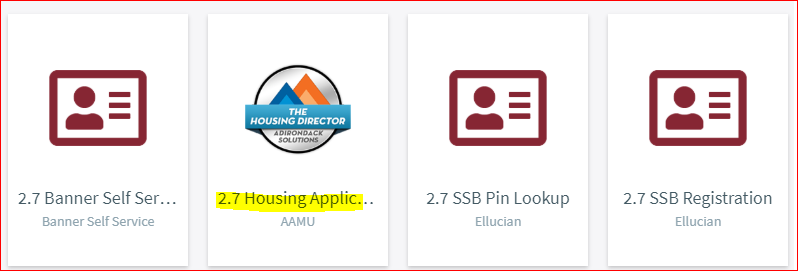 THE
HOUSING DIRECTOR
ADIRONDACK
SOLUTIONS
2.7 Banner Self Ser...
Banner Self Service
2.7 Housing Applic...
AAMU
2.7 SSB Pin Lookup
Ellucian
2.7 SSB Registration
Ellucian